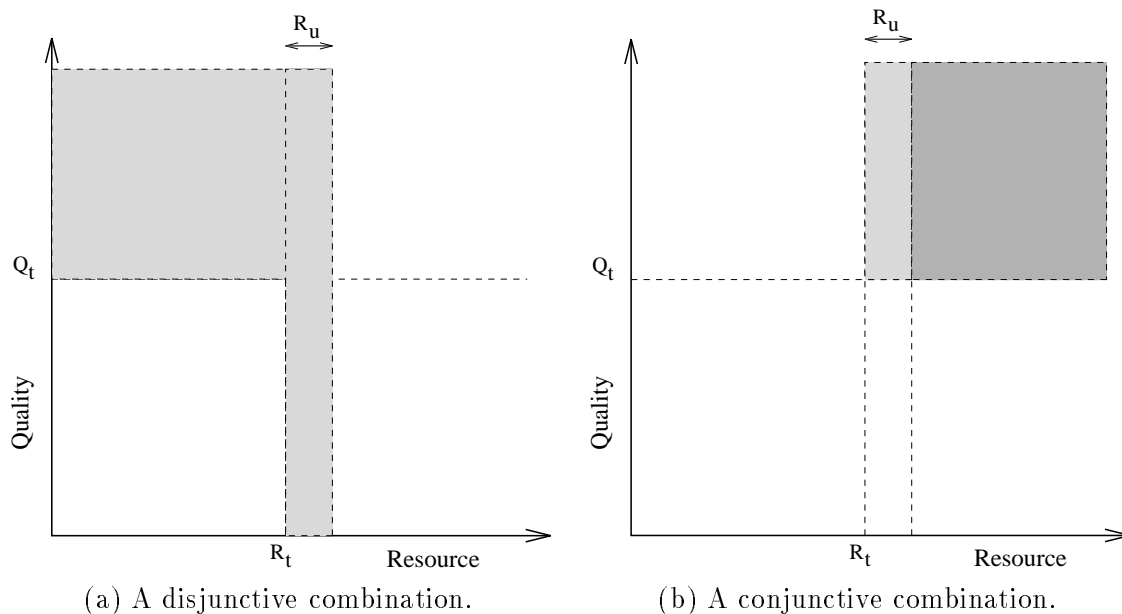 R_u
R_u
Q_t
Q_t
Quality
Quality
R_t
Resource
R_t
Resource
(a) A disjunctive combination.
(b) A conjunctive combination.